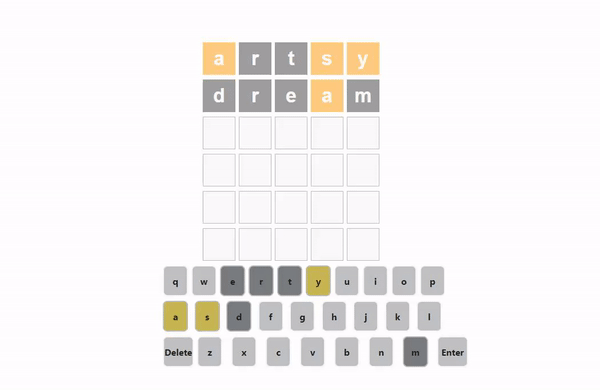 a r t s y
d r e a m
q w e r t y u i o p
a s d f g h j k l
Delete z x c v b n m Enter